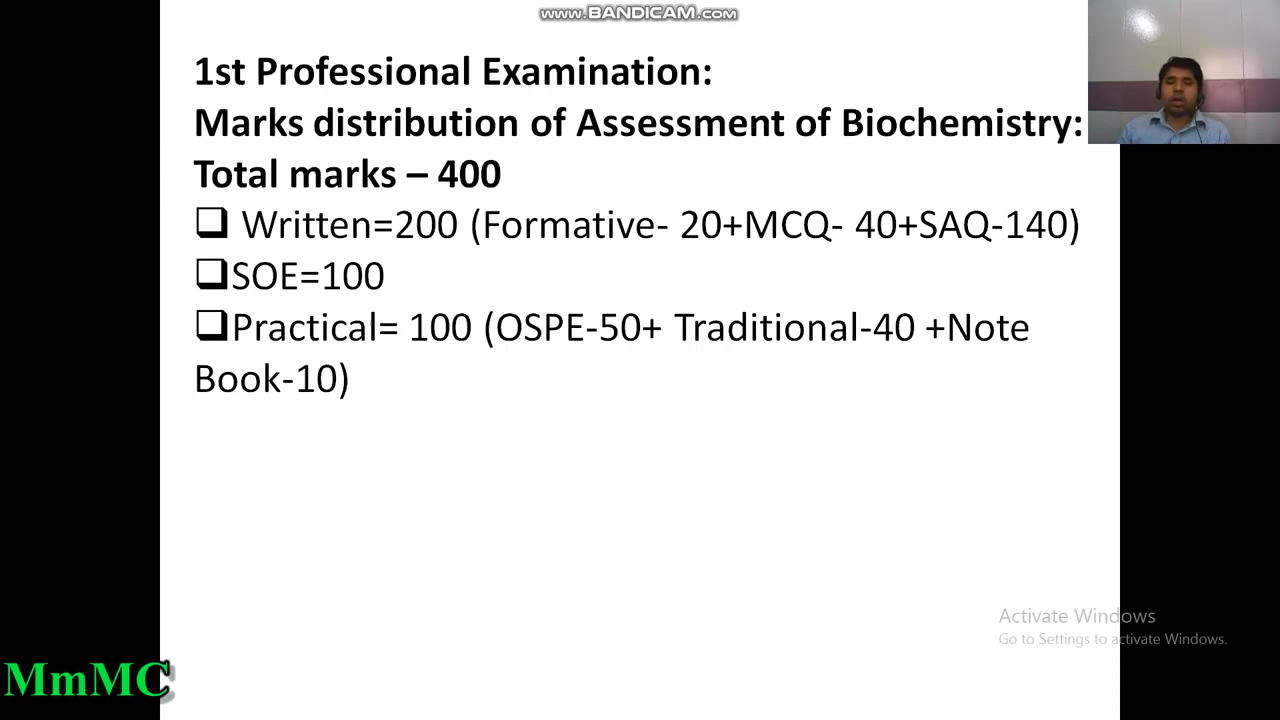 www.BANDICAM.com
1st Professional Examination:
Marks distribution of Assessment of Biochemistry:
Total marks – 400
❑ Written=200 (Formative- 20+MCQ- 40+SAQ-140)
❑SOE=100
❑Practical= 100 (OSPE-50+ Traditional-40 +Note
Book-10)
Activate Windows
Go to Settings to activate Windows.
MmMC